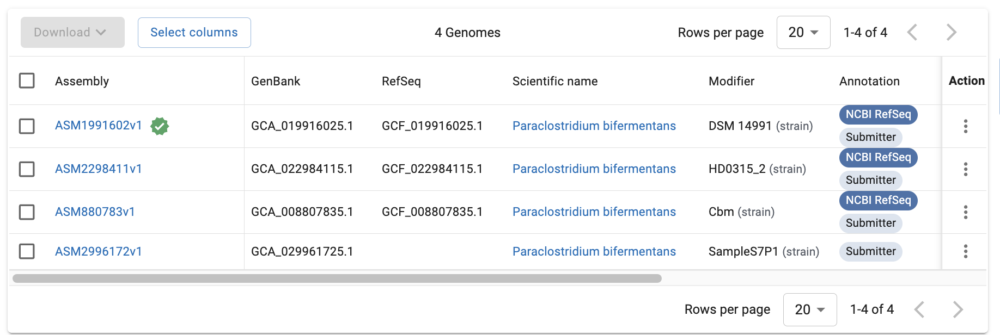 Download Select columns 4 Genomes Rows per page 20 1-4 of 4
Assembly GenBank RefSeq Scientific name Modifier Annotation Action
ASM1991602v1 GCA_019916025.1 GCF_019916025.1 Paraclostridium bifermentans DSM 14991 (strain) NCBI RefSeq
Submitter
ASM2298411v1 GCA_022984115.1 GCF_022984115.1 Paraclostridium bifermentans HD0315_2 (strain) NCBI RefSeq
Submitter
ASM880783v1 GCA_008807835.1 GCF_008807835.1 Paraclostridium bifermentans Cbm (strain) NCBI RefSeq
Submitter
ASM2996172v1 GCA_029961725.1 Paraclostridium bifermentans SampleS7P1 (strain) Submitter
Rows per page 20 1-4 of 4